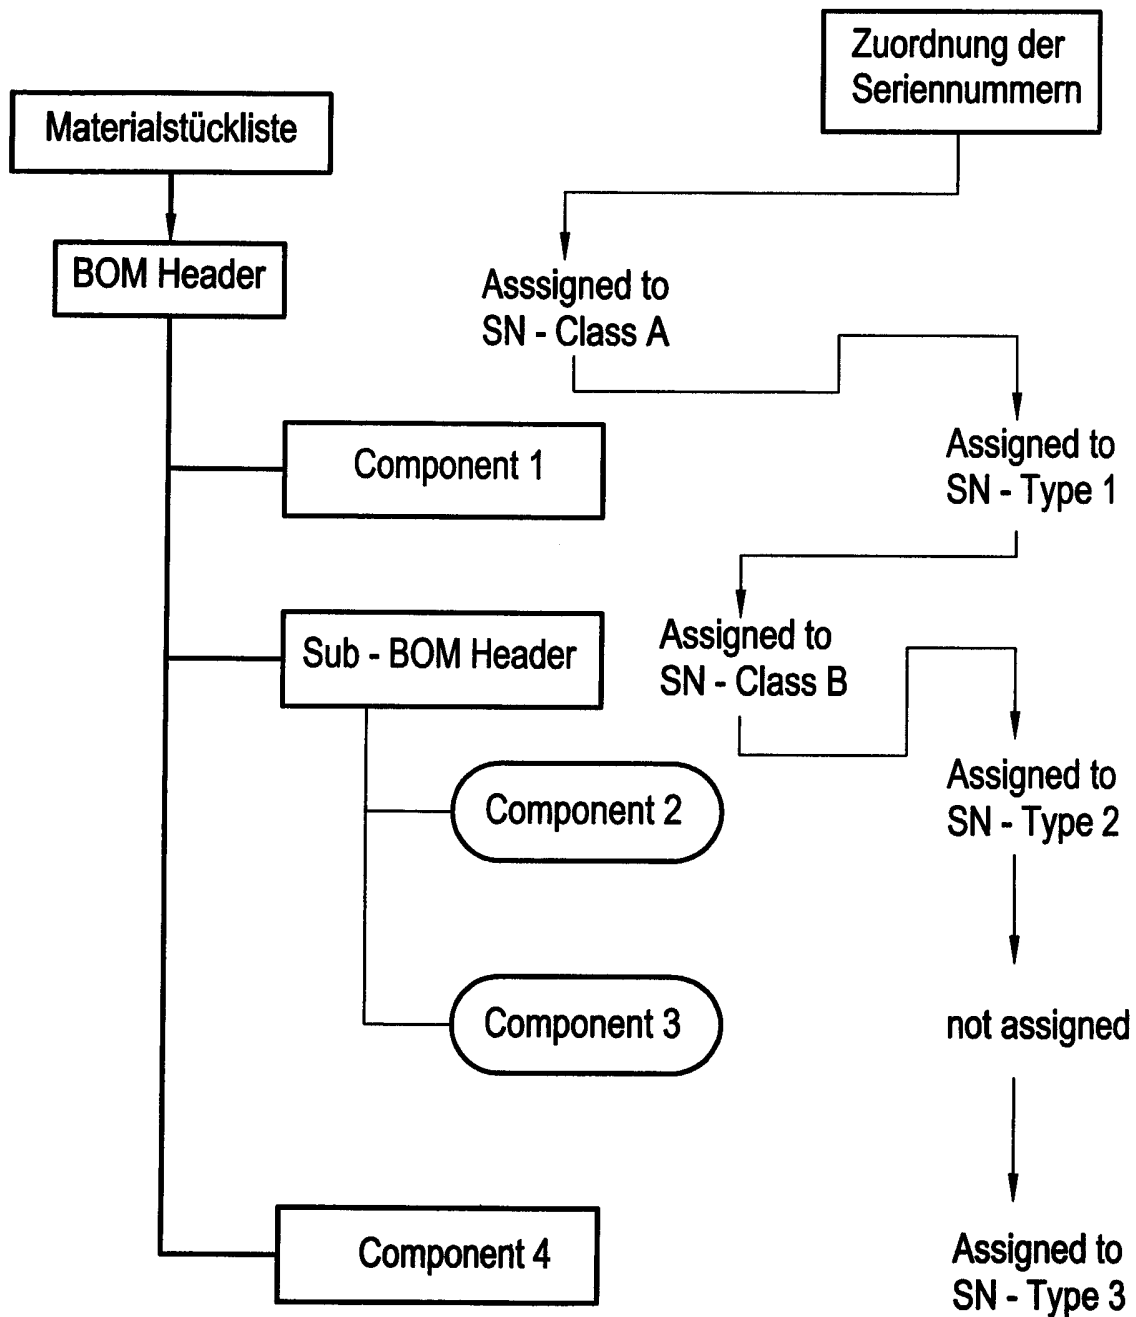 Zuordnung der
Seriennummern
Materialstückliste
BOM Header
Asssigned to
SN - Class A
Component 1
Assigned to
SN - Type 1
Sub - BOM Header
Assigned to
SN - Class B
Component 2
Assigned to
SN - Type 2
Component 3
not assigned
Component 4
Assigned to
SN - Type 3